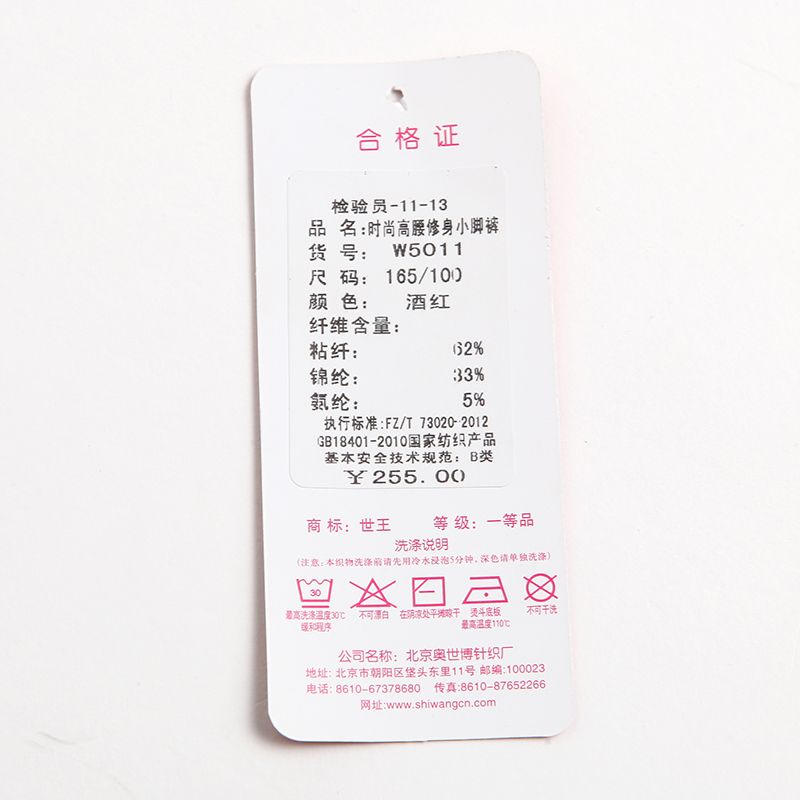 合格证
检验员-11-13
品 名:时尚高腰修身小脚裤
货 号: W5011
尺 码: 165/100
颜 色: 酒红
纤维含量:
粘纤: 62%
锦纶: 33%
氨纶: 5%
执行标准:FZ/T 73020-2012
GB18401-2010国家纺织产品
基本安全技术规范: B类
¥255.00
商标: 世王 等级: 一等品
洗涤说明
(注意: 本织物洗涤前请先用冷水浸泡5分钟, 深色请单独洗涤)
30
最高洗涤温度30℃ 不可漂白 在阴凉处平摊晾干 熨斗底板 不可干洗
缓和程序 最高温度110℃
公司名称: 北京奥世博针织厂
地址: 北京市朝阳区垡头东里11号 邮编:100023
电话: 8610-67378680 传真:8610-87652266
网址:www.shiwangcn.com